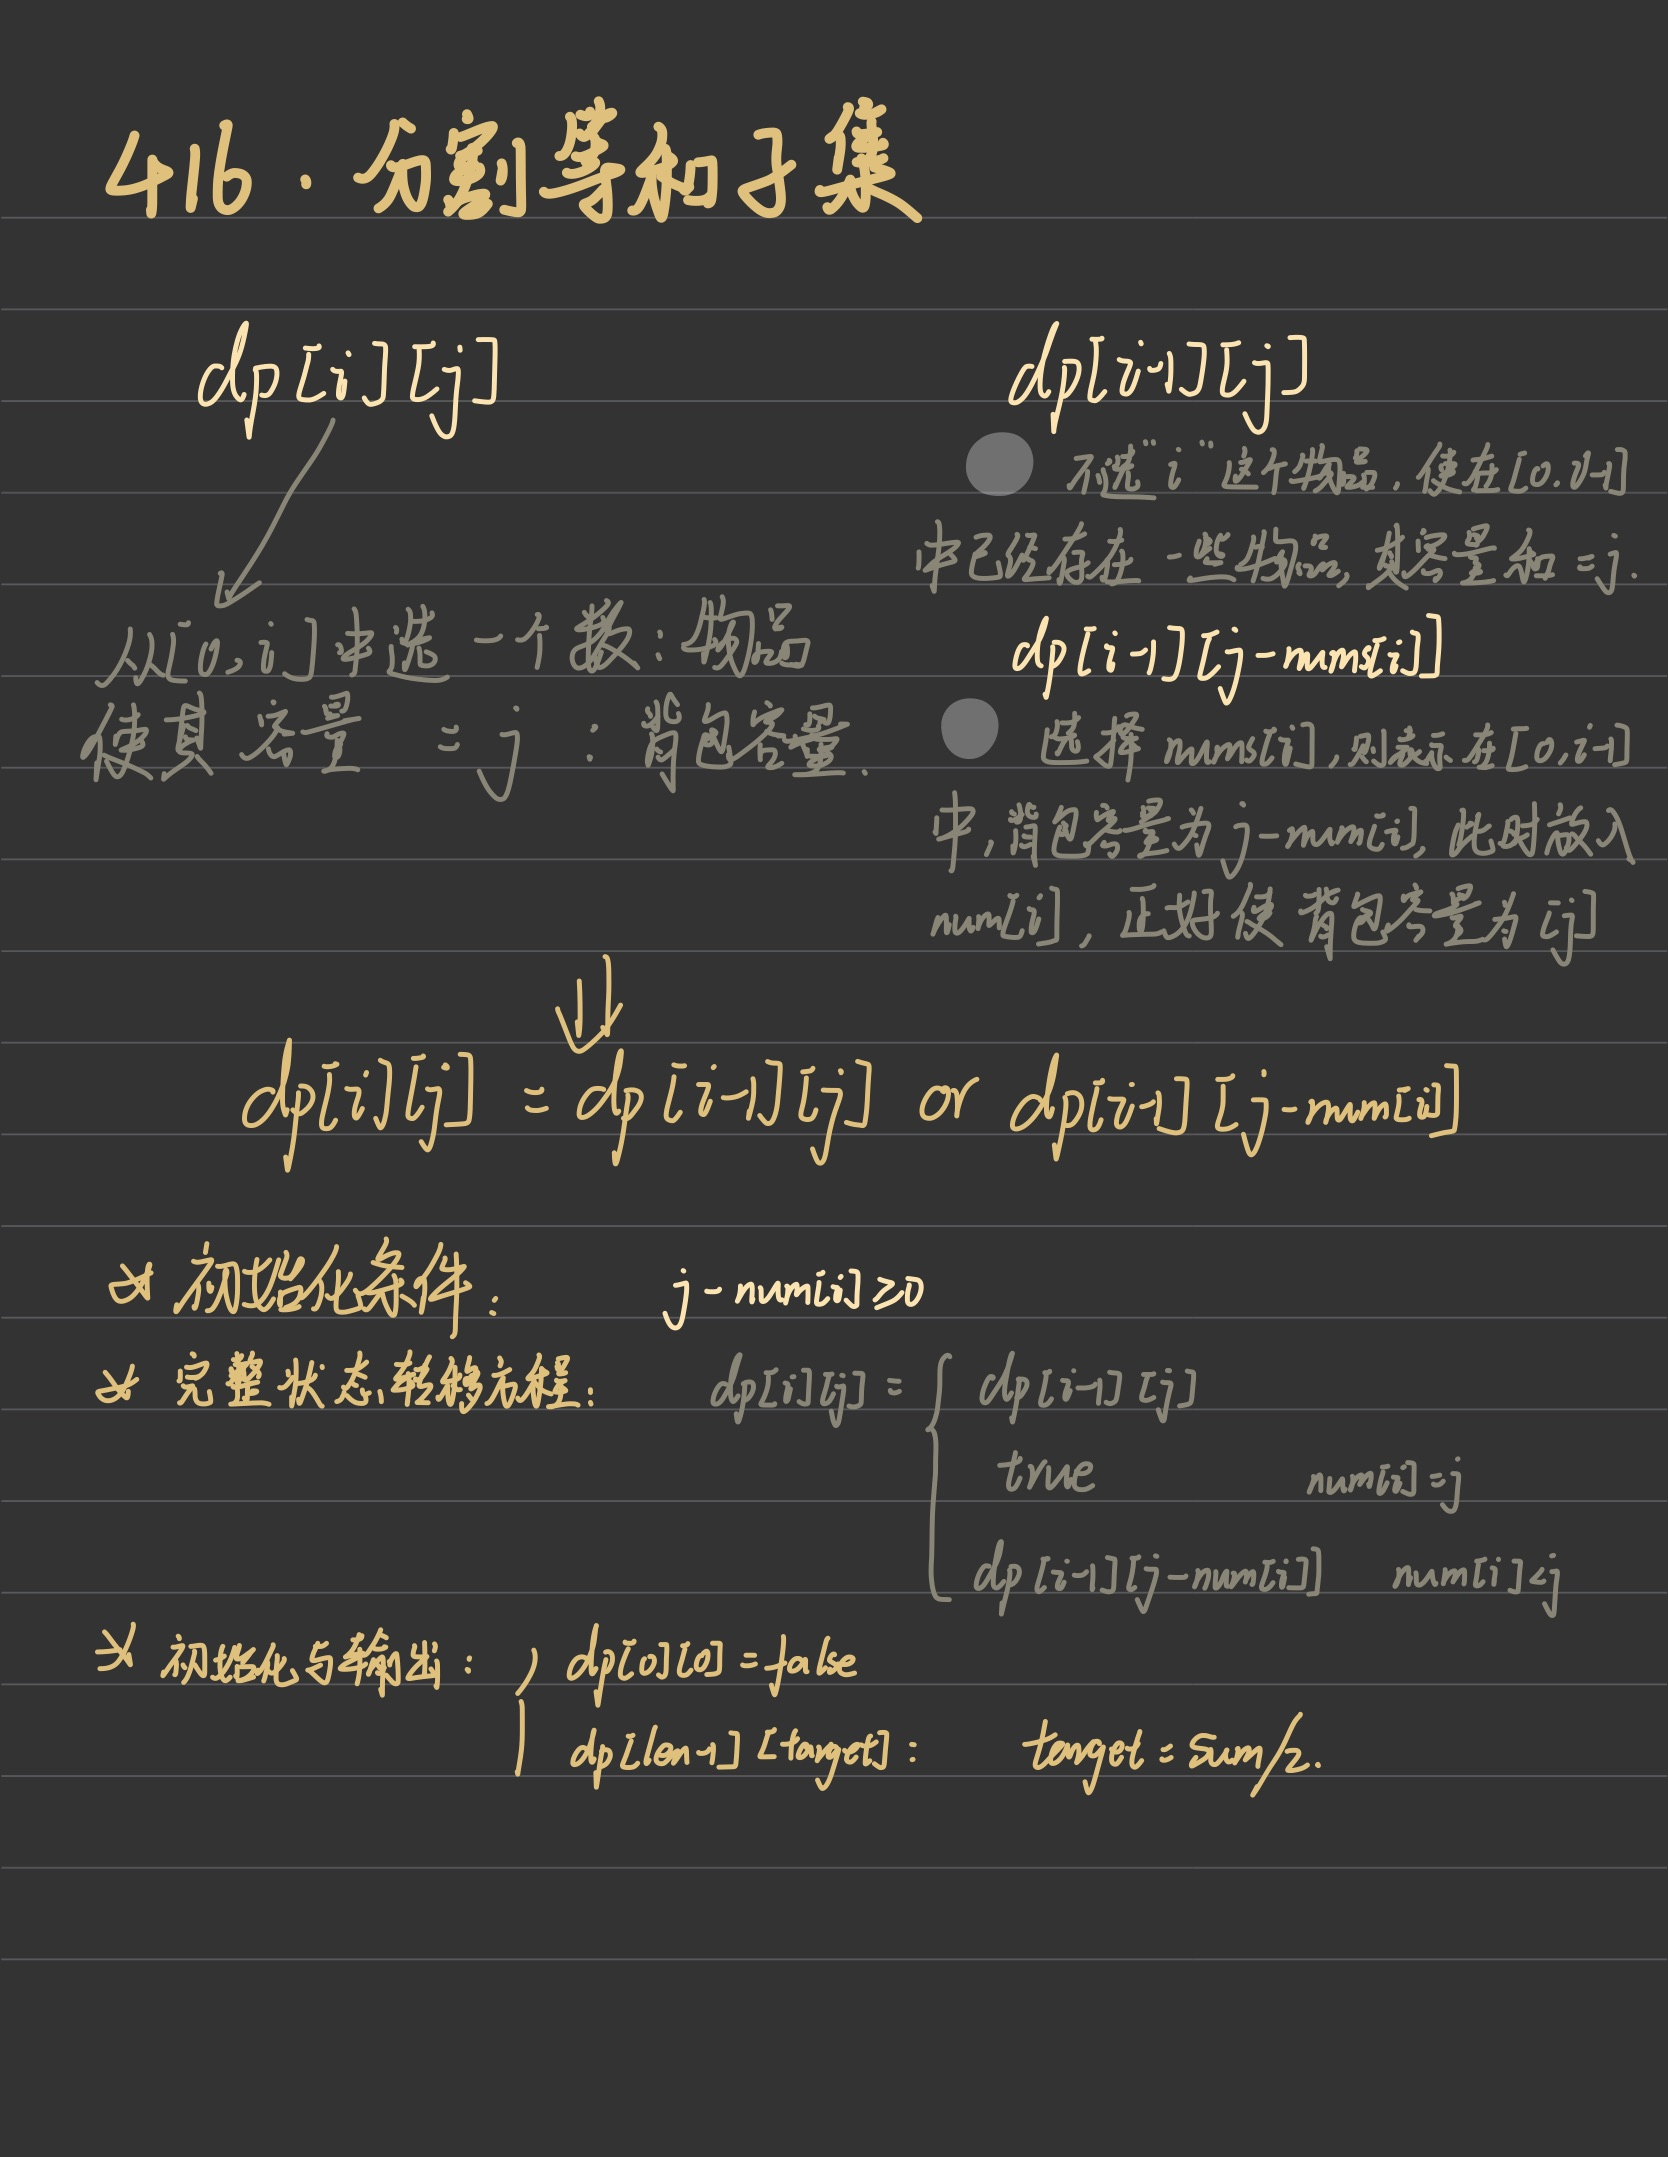 416.分割等和子集
dp[i][j]
从[0,i]中选一个数:物品
使其容量 = j : 背包容量.
dp[i-1][j]
不选"i"这个物品,使在[0,i-1]
中已经存在一些物品,其容量和=j.
dp[i-1][j-nums[i]]
选择nums[i],则表示在[0,i-1]
中,背包容量为j-num[i],此时放入
num[i],正好使背包容量为[j]
dp[i][j] = dp[i-1][j] or dp[i-1][j-num[i]]
初始化条件: j-num[i]≥0
完整状态转移方程: dp[i][j] = dp[i-1][j]
true num[i]=j
dp[i-1][j-num[i]] num[i]<j
初始化与输出: dp[0][0]=false
dp[len-1][target]: target=sum/2.